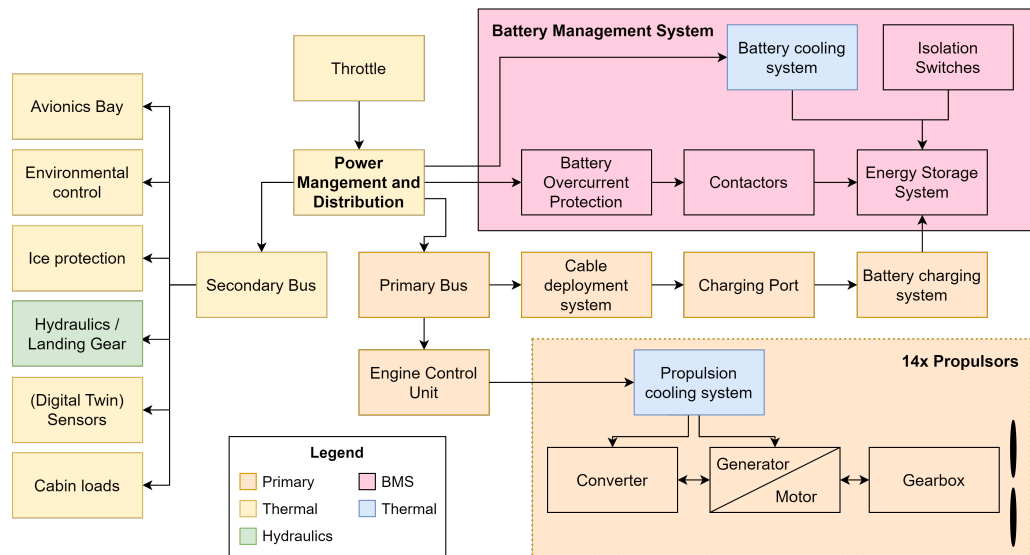 Battery Management System
Battery cooling
system
Isolation
Switches
Throttle
Avionics Bay
Power
Mangement and
Distribution
Battery
Overcurrent
Protection
Contactors
Energy Storage
System
Environmental
control
Ice protection
Secondary Bus
Primary Bus
Cable
deployment
system
Charging Port
Battery charging
system
Hydraulics /
Landing Gear
Engine Control
Unit
Propulsion
cooling system
14x Propulsors
(Digital Twin)
Sensors
Cabin loads
Converter
Generator
Motor
Gearbox
Legend
Primary
BMS
Thermal
Thermal
Hydraulics